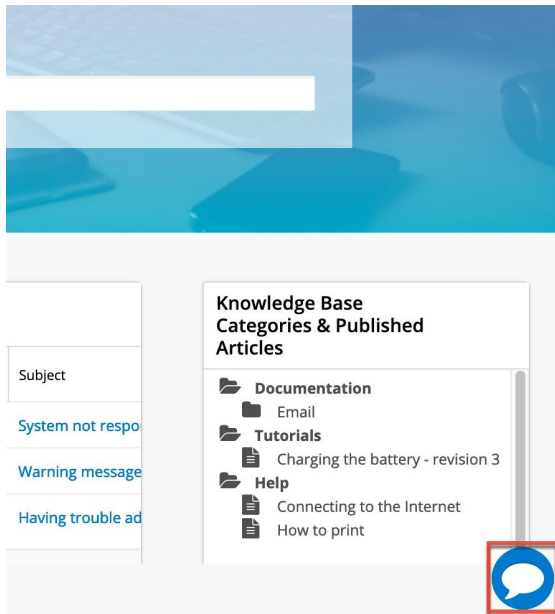 Subject
System not respo
Warning message
Having trouble ad
Knowledge Base
Categories & Published
Articles
Documentation
Email
Tutorials
Charging the battery - revision 3
Help
Connecting to the Internet
How to print